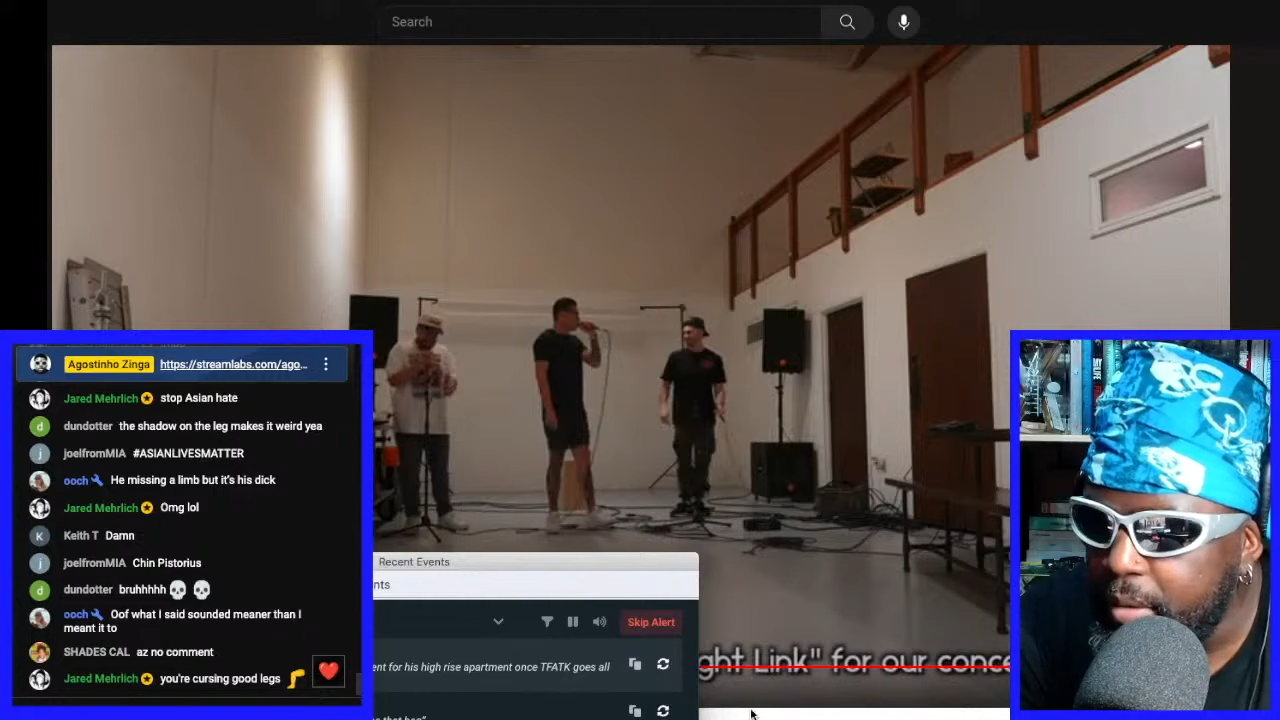 Search
Agostinho Zinga https://streamlabs.com/ago...
Jared Mehrlich stop Asian hate
dundotter the shadow on the leg makes it weird yea
joelfromMIA #ASIANLIVESMATTER
ooch He missing a limb but it's his dick
Jared Mehrlich Omg lol
K Keith T Damn
joelfromMIA Chin Pistorius
d dundotter bruhhhhh
ooch Oof what I said sounded meaner than I
meant it to
SHADES CAL az no comment
Jared Mehrlich you're cursing good legs
Recent Events
nts
Skip Alert
ent for his high rise apartment once TFATK goes all
ght Link" for our conce